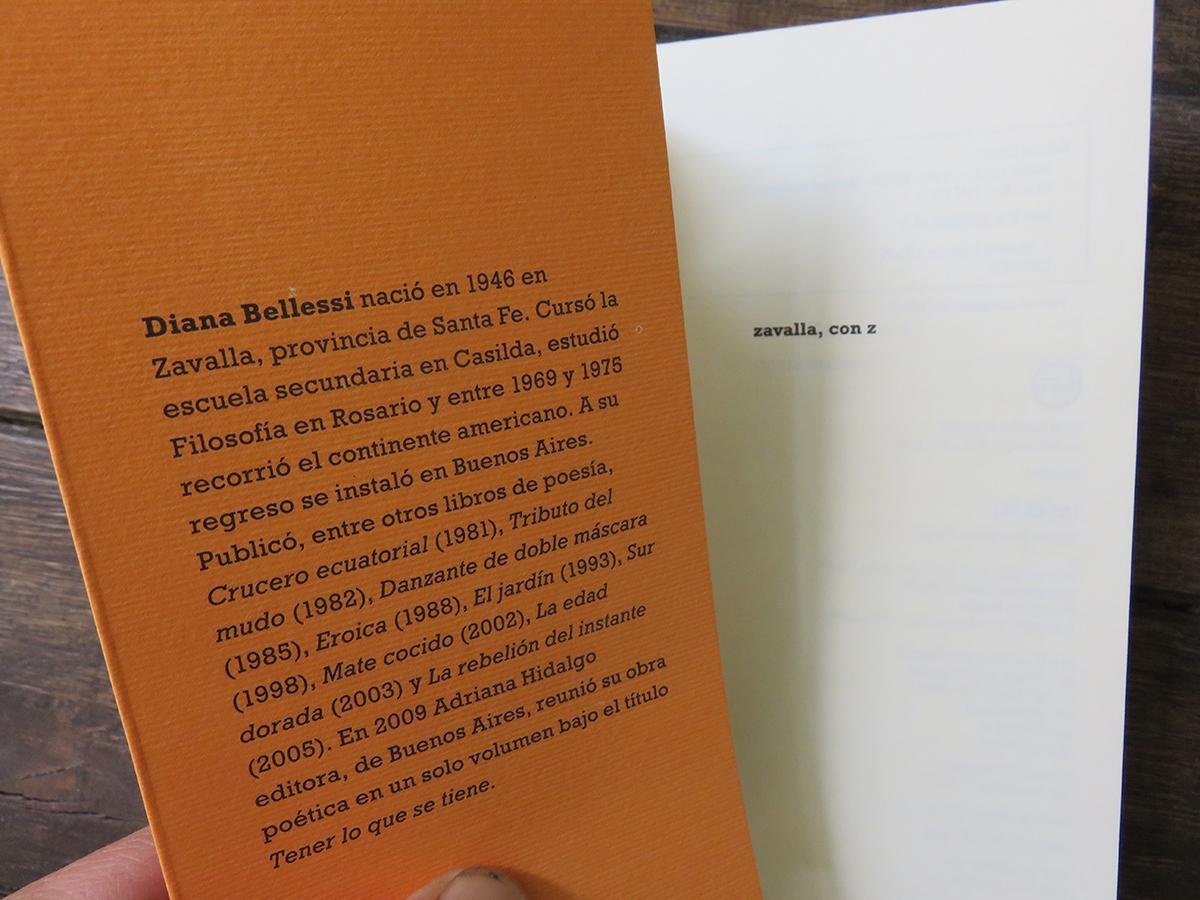 Diana Bellessi nació en 1946 en
Zavalla, provincia de Santa Fe. Cursó la
escuela secundaria en Casilda, estudió
Filosofía en Rosario y entre 1969 y 1975
recorrió el continente americano. A su
regreso se instaló en Buenos Aires.
Publicó, entre otros libros de poesía,
Crucero ecuatorial (1981), Tributo del
mudo (1982), Danzante de doble máscara
(1985), Eroica (1988), El jardín (1993), Sur
(1998), Mate cocido (2002), La edad
dorada (2003) y La rebelión del instante
(2005). En 2009 Adriana Hidalgo
editora, de Buenos Aires, reunió su obra
poética en un solo volumen bajo el título
Tener lo que se tiene.
zavalla, con z